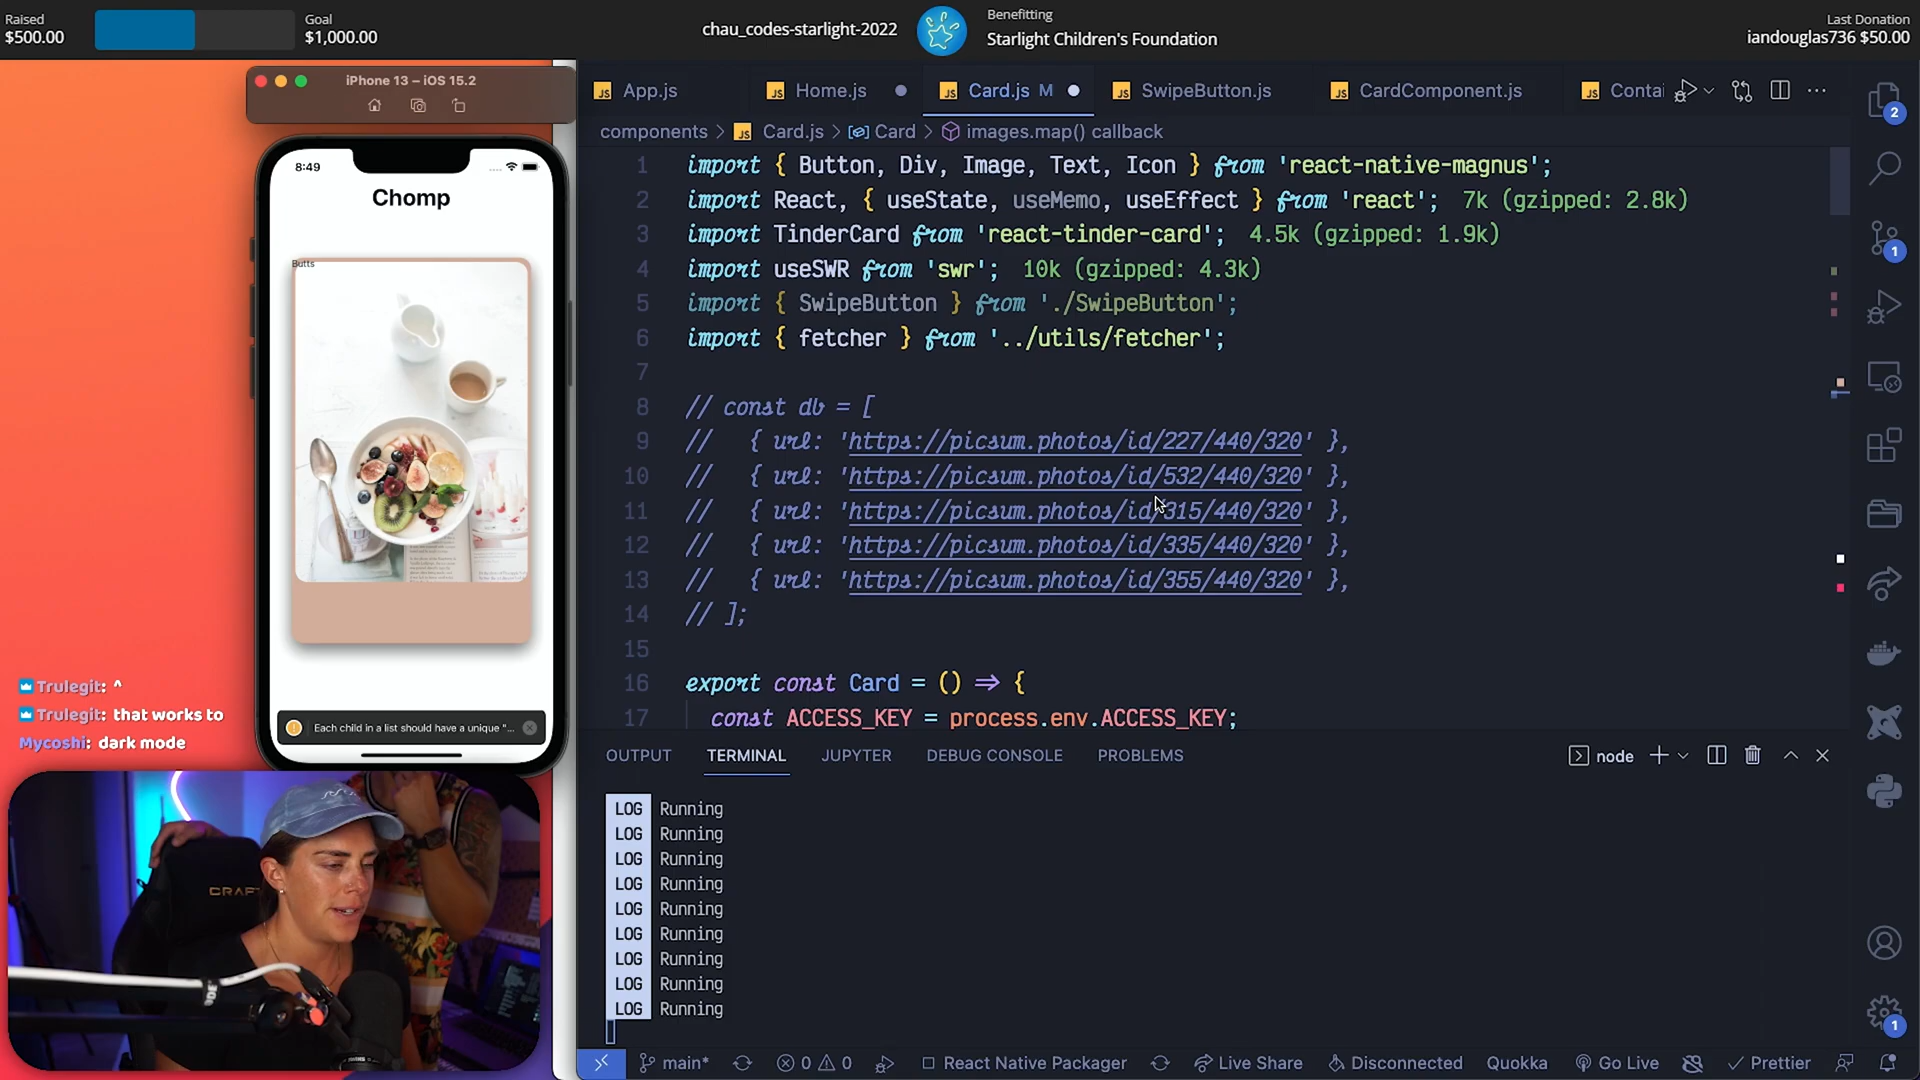 Raised
$500.00
Goal
$1,000.00
chau_codes-starlight-2022
Benefitting
Starlight Children's Foundation
Last Donation
iandouglas736 $50.00
iPhone 13 – iOS 15.2
8:49
Chomp
Butts
Each child in a list should have a unique "...
Trulegit: ^
Trulegit: that works to
Mycoshi: dark mode
App.js
Home.js
Card.js M
SwipeButton.js
CardComponent.js
Contai
components > Card.js > Card > images.map() callback
1 import { Button, Div, Image, Text, Icon } from 'react-native-magnus';
2 import React, { useState, useMemo, useEffect } from 'react'; 7k (gzipped: 2.8k)
3 import TinderCard from 'react-tinder-card'; 4.5k (gzipped: 1.9k)
4 import useSWR from 'swr'; 10k (gzipped: 4.3k)
5 import { SwipeButton } from './SwipeButton';
6 import { fetcher } from '../utils/fetcher';
7
8 // const db = [
9 // { url: 'https://picsum.photos/id/227/440/320' },
10 // { url: 'https://picsum.photos/id/532/440/320' },
11 // { url: 'https://picsum.photos/id/315/440/320' },
12 // { url: 'https://picsum.photos/id/335/440/320' },
13 // { url: 'https://picsum.photos/id/355/440/320' },
14 // ];
15
16 export const Card = () => {
17 const ACCESS_KEY = process.env.ACCESS_KEY;
2
1
OUTPUT TERMINAL JUPYTER DEBUG CONSOLE PROBLEMS
node
LOG Running
LOG Running
LOG Running
LOG Running
LOG Running
LOG Running
LOG Running
LOG Running
LOG Running
1
main* 0 0 React Native Packager Live Share Disconnected Quokka Go Live Prettier